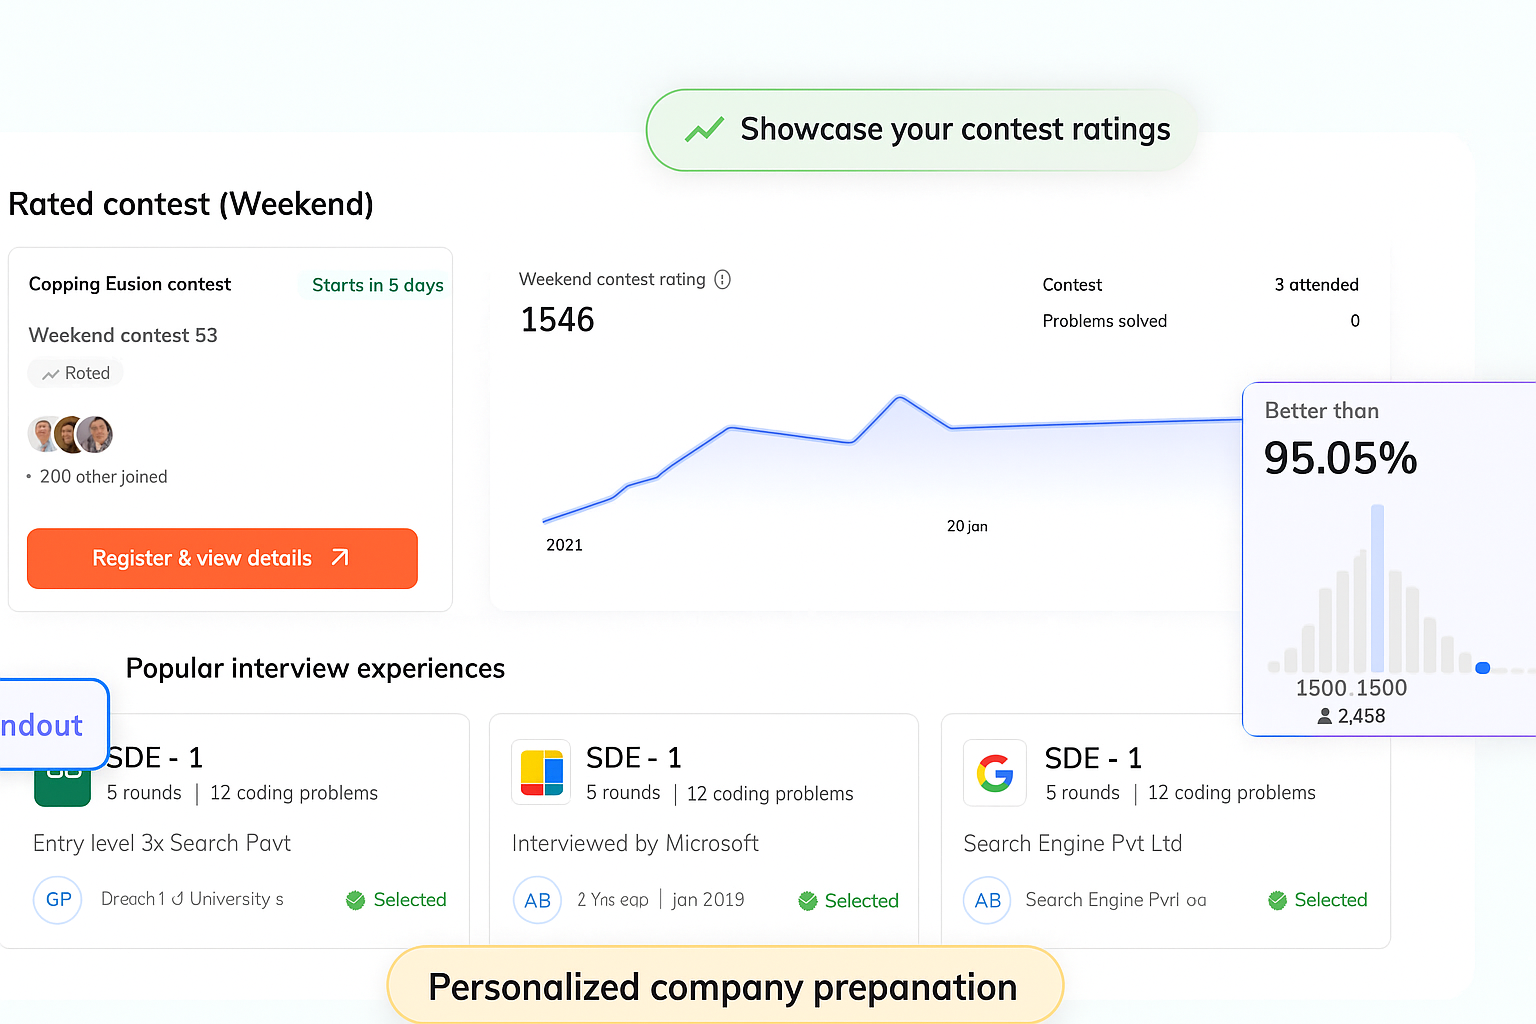 Showcase your contest ratings
Rated contest (Weekend)
Copping Eusion contest
Starts in 5 days
Weekend contest 53
Roted
• 200 other joined
Register & view details
Weekend contest rating
1546
Contest
3 attended
Problems solved
0
2021
20 jan
Better than
95.05%
1500.1500
2,458
Popular interview experiences
ndout
SDE - 1
5 rounds | 12 coding problems
Entry level 3x Search Pavt
GP
Dreach1 University s
Selected
SDE - 1
5 rounds | 12 coding problems
Interviewed by Microsoft
AB
2 Yns eap | jan 2019
Selected
G
SDE - 1
5 rounds | 12 coding problems
Search Engine Pvt Ltd
AB
Search Engine Pvrl oa
Selected
Personalized company prepanation